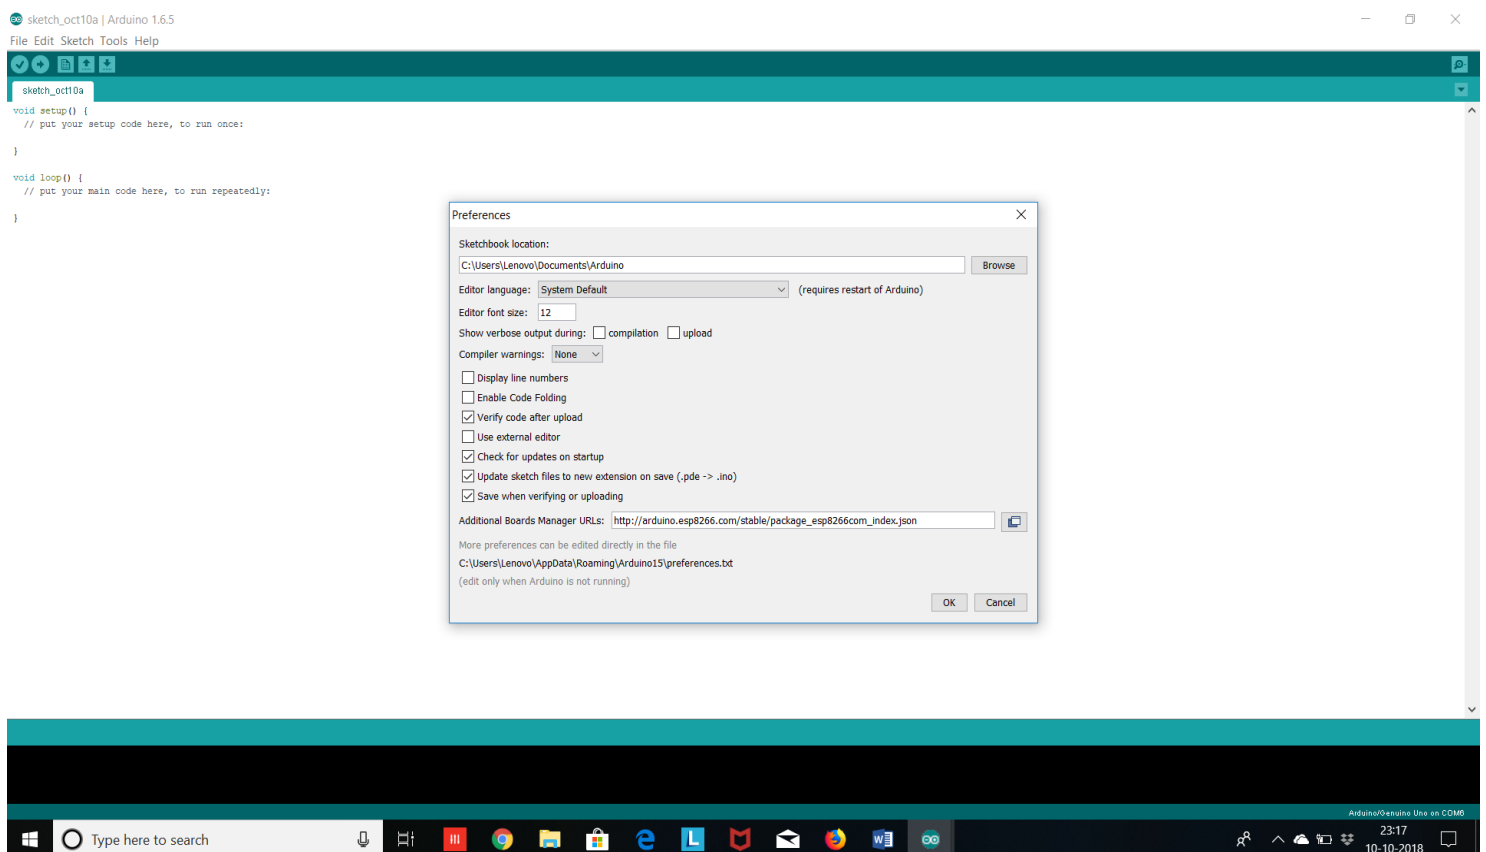 sketch_oct10a | Arduino 1.6.5
File Edit Sketch Tools Help
sketch_oct10a
void setup() {
// put your setup code here, to run once:
}
void loop() {
// put your main code here, to run repeatedly:
}
Preferences
Sketchbook location:
C:\Users\Lenovo\Documents\Arduino
Browse
Editor language: System Default (requires restart of Arduino)
Editor font size: 12
Show verbose output during: compilation upload
Compiler warnings: None
Display line numbers
Enable Code Folding
Verify code after upload
Use external editor
Check for updates on startup
Update sketch files to new extension on save (.pde -> .ino)
Save when verifying or uploading
Additional Boards Manager URLs: http://arduino.esp8266.com/stable/package_esp8266com_index.json
More preferences can be edited directly in the file
C:\Users\Lenovo\AppData\Roaming\Arduino15\preferences.txt
(edit only when Arduino is not running)
OK Cancel
Arduino/Genuino Uno on COM6
Type here to search
L
23:17
10-10-2018